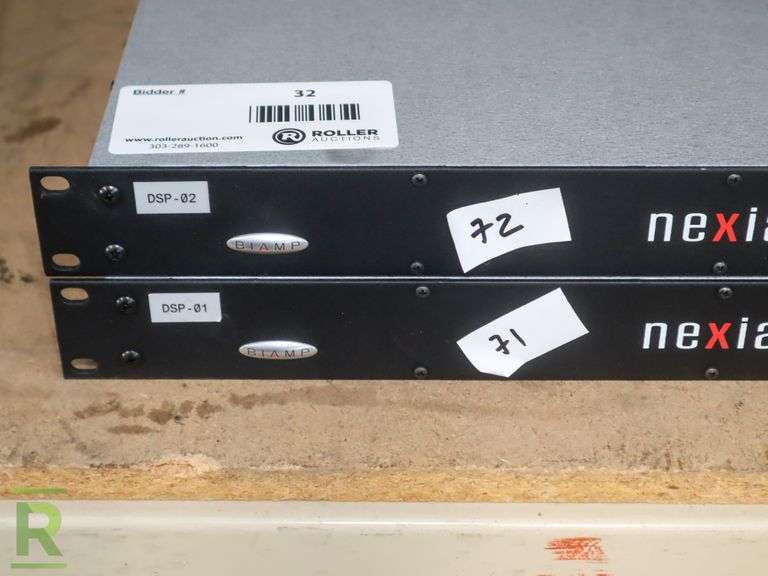 Bidder # 32
www.rollerauction.com
303-289-1600
R ROLLER
AUCTIONS
DSP-02
BIAMP
72
nexia
DSP-01
BIAMP
71
nexia
R